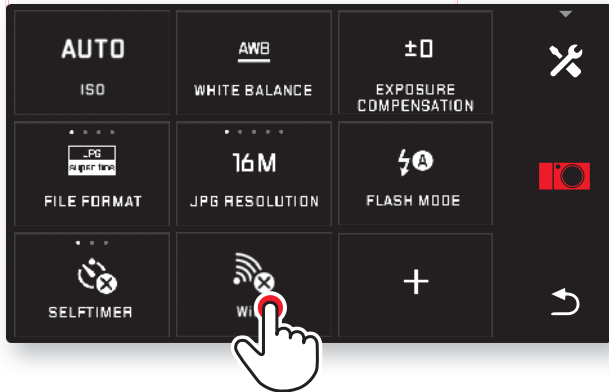 AUTO
ISO
AWB
WHITE BALANCE
±0
EXPOSURE
COMPENSATION
JPG
super fine
FILE FORMAT
16M
JPG RESOLUTION
A
FLASH MODE
SELFTIMER